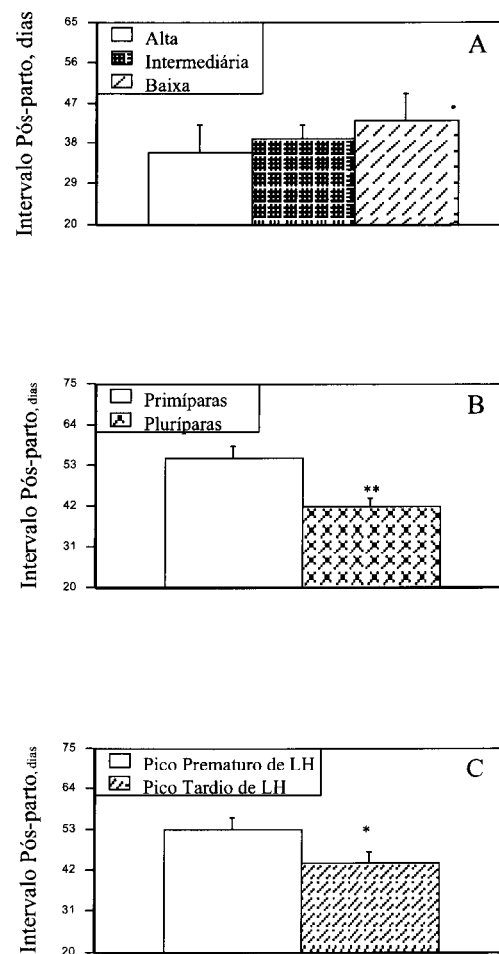 65
56
47
38
29
20
Intervalo Pós-parto, dias
Alta
Intermediária
Baixa
A
75
64
53
42
31
20
Intervalo Pós-parto, dias
Primíparas
Pluríparas
B
**
75
64
53
42
31
20
Intervalo Pós-parto, dias
Pico Prematuro de LH
Pico Tardio de LH
C
*